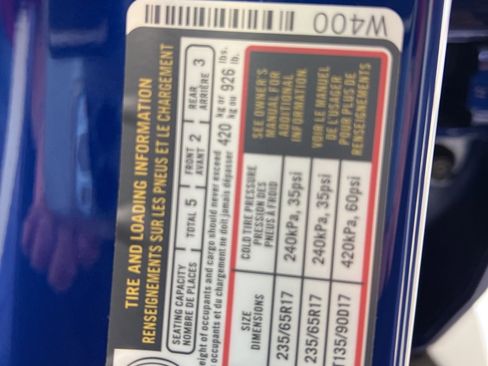 W400
TIRE AND LOADING INFORMATION
RENSEIGNEMENTS SUR LES PNEUS ET LE CHARGEMENT
SEATING CAPACITY
NOMBRE DE PLACES
TOTAL 5
FRONT
AVANT 2
REAR
ARRIÈRE 3
eight of occupants and cargo should never exceed
occupants et du chargement ne doit jamais dépasser
420 kg or
kg ou 926 lbs.
lb.
SIZE
DIMENSIONS
COLD TIRE PRESSURE
PRESSION DES
PNEUS À FROID
235/65R17 240kPa, 35psi
235/65R17 240kPa, 35psi
T135/90D17 420kPa, 60psi
SEE OWNER'S
MANUAL FOR
ADDITIONAL
INFORMATION
VOIR LE MANUEL
DE L'USAGER
POUR PLUS DE
RENSEIGNEMENTS